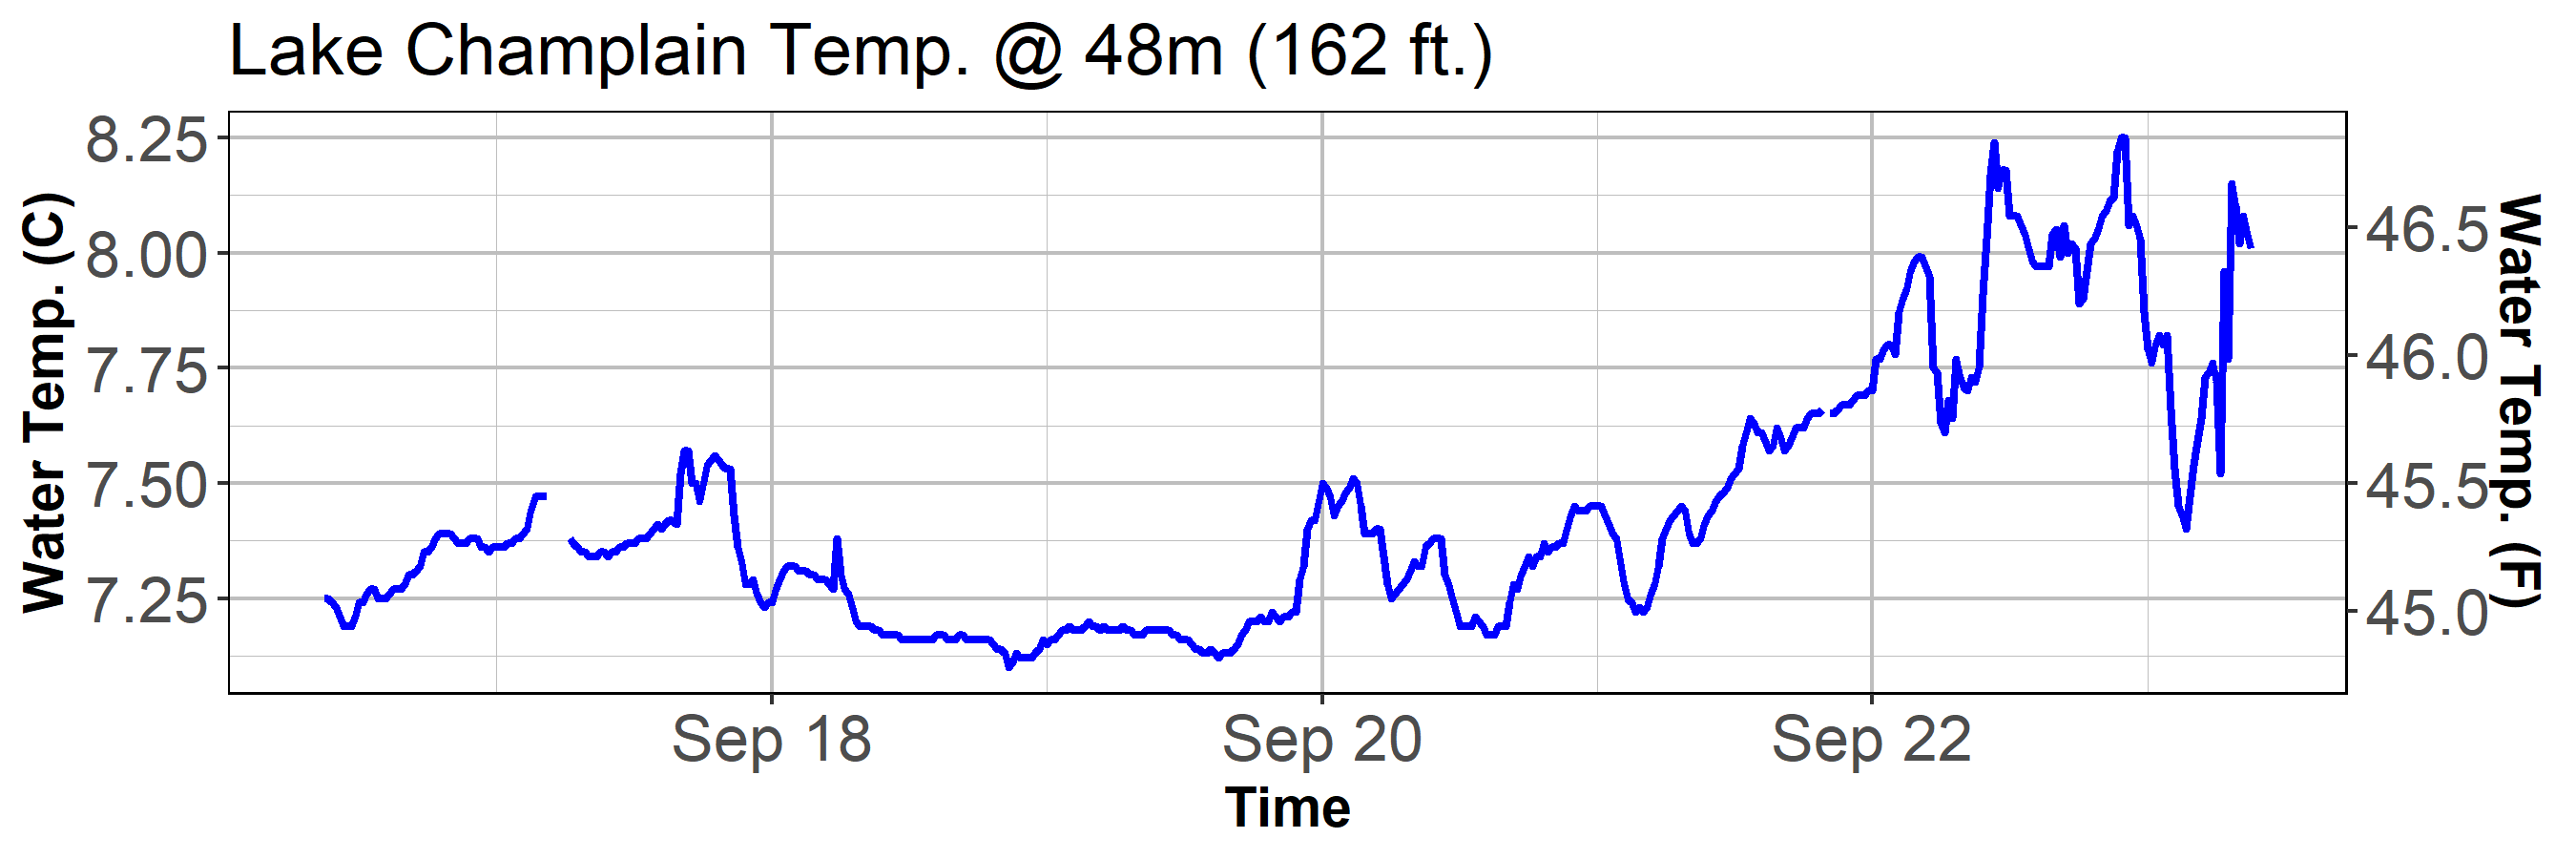 Lake Champlain Temp. @ 48m (162 ft.)
Water Temp. (C)
8.25
8.00
7.75
7.50
7.25
46.5
46.0
45.5
45.0
Water Temp. (F)
Sep 18
Sep 20
Sep 22
Time